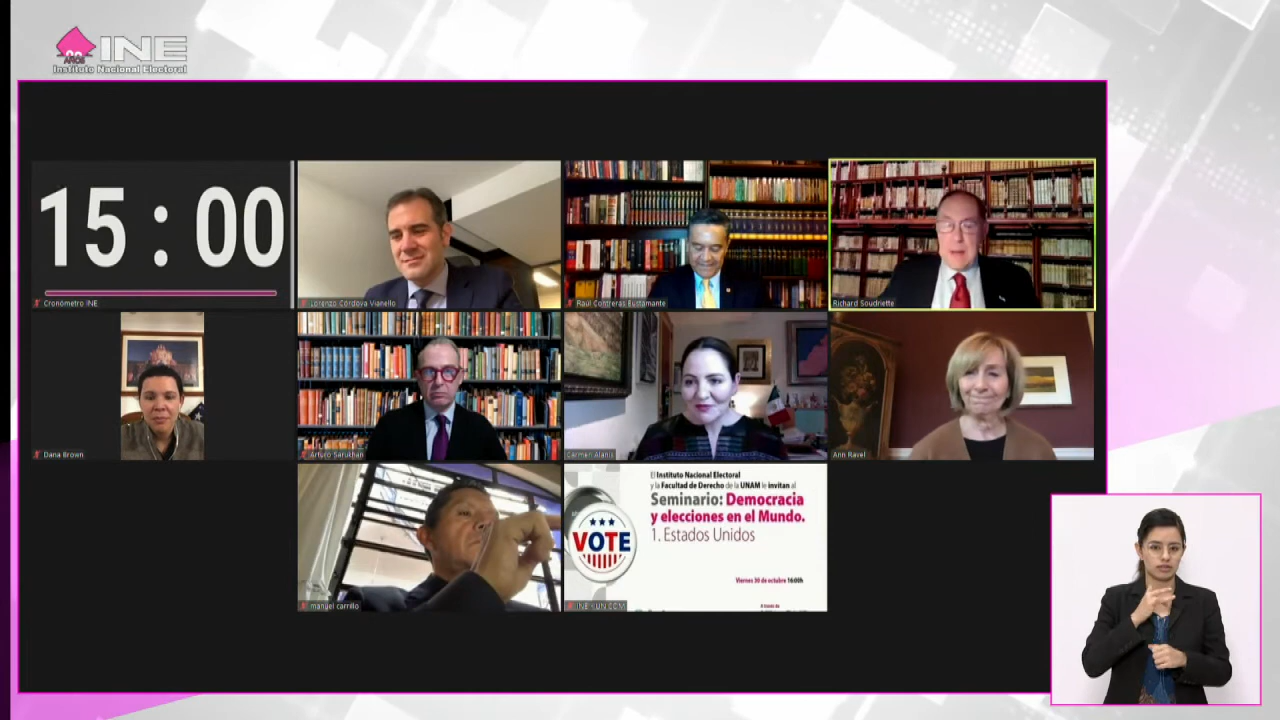 INE
Instituto Nacional Electoral
15 : 00
Cronómetro INE
Lorenzo Córdova Vianello
Raúl Contreras Bustamante
Richard Soudriette
Dana Brown
Arturo Sarukhan
Carmen Alanis
Ann Ravel
manuel carrillo
El Instituto Nacional Electoral
y la Facultad de Derecho de la UNAM le invitan al
Seminario: Democracia
y elecciones en el Mundo.
1. Estados Unidos
VOTE
Viernes 30 de octubre 16:00h